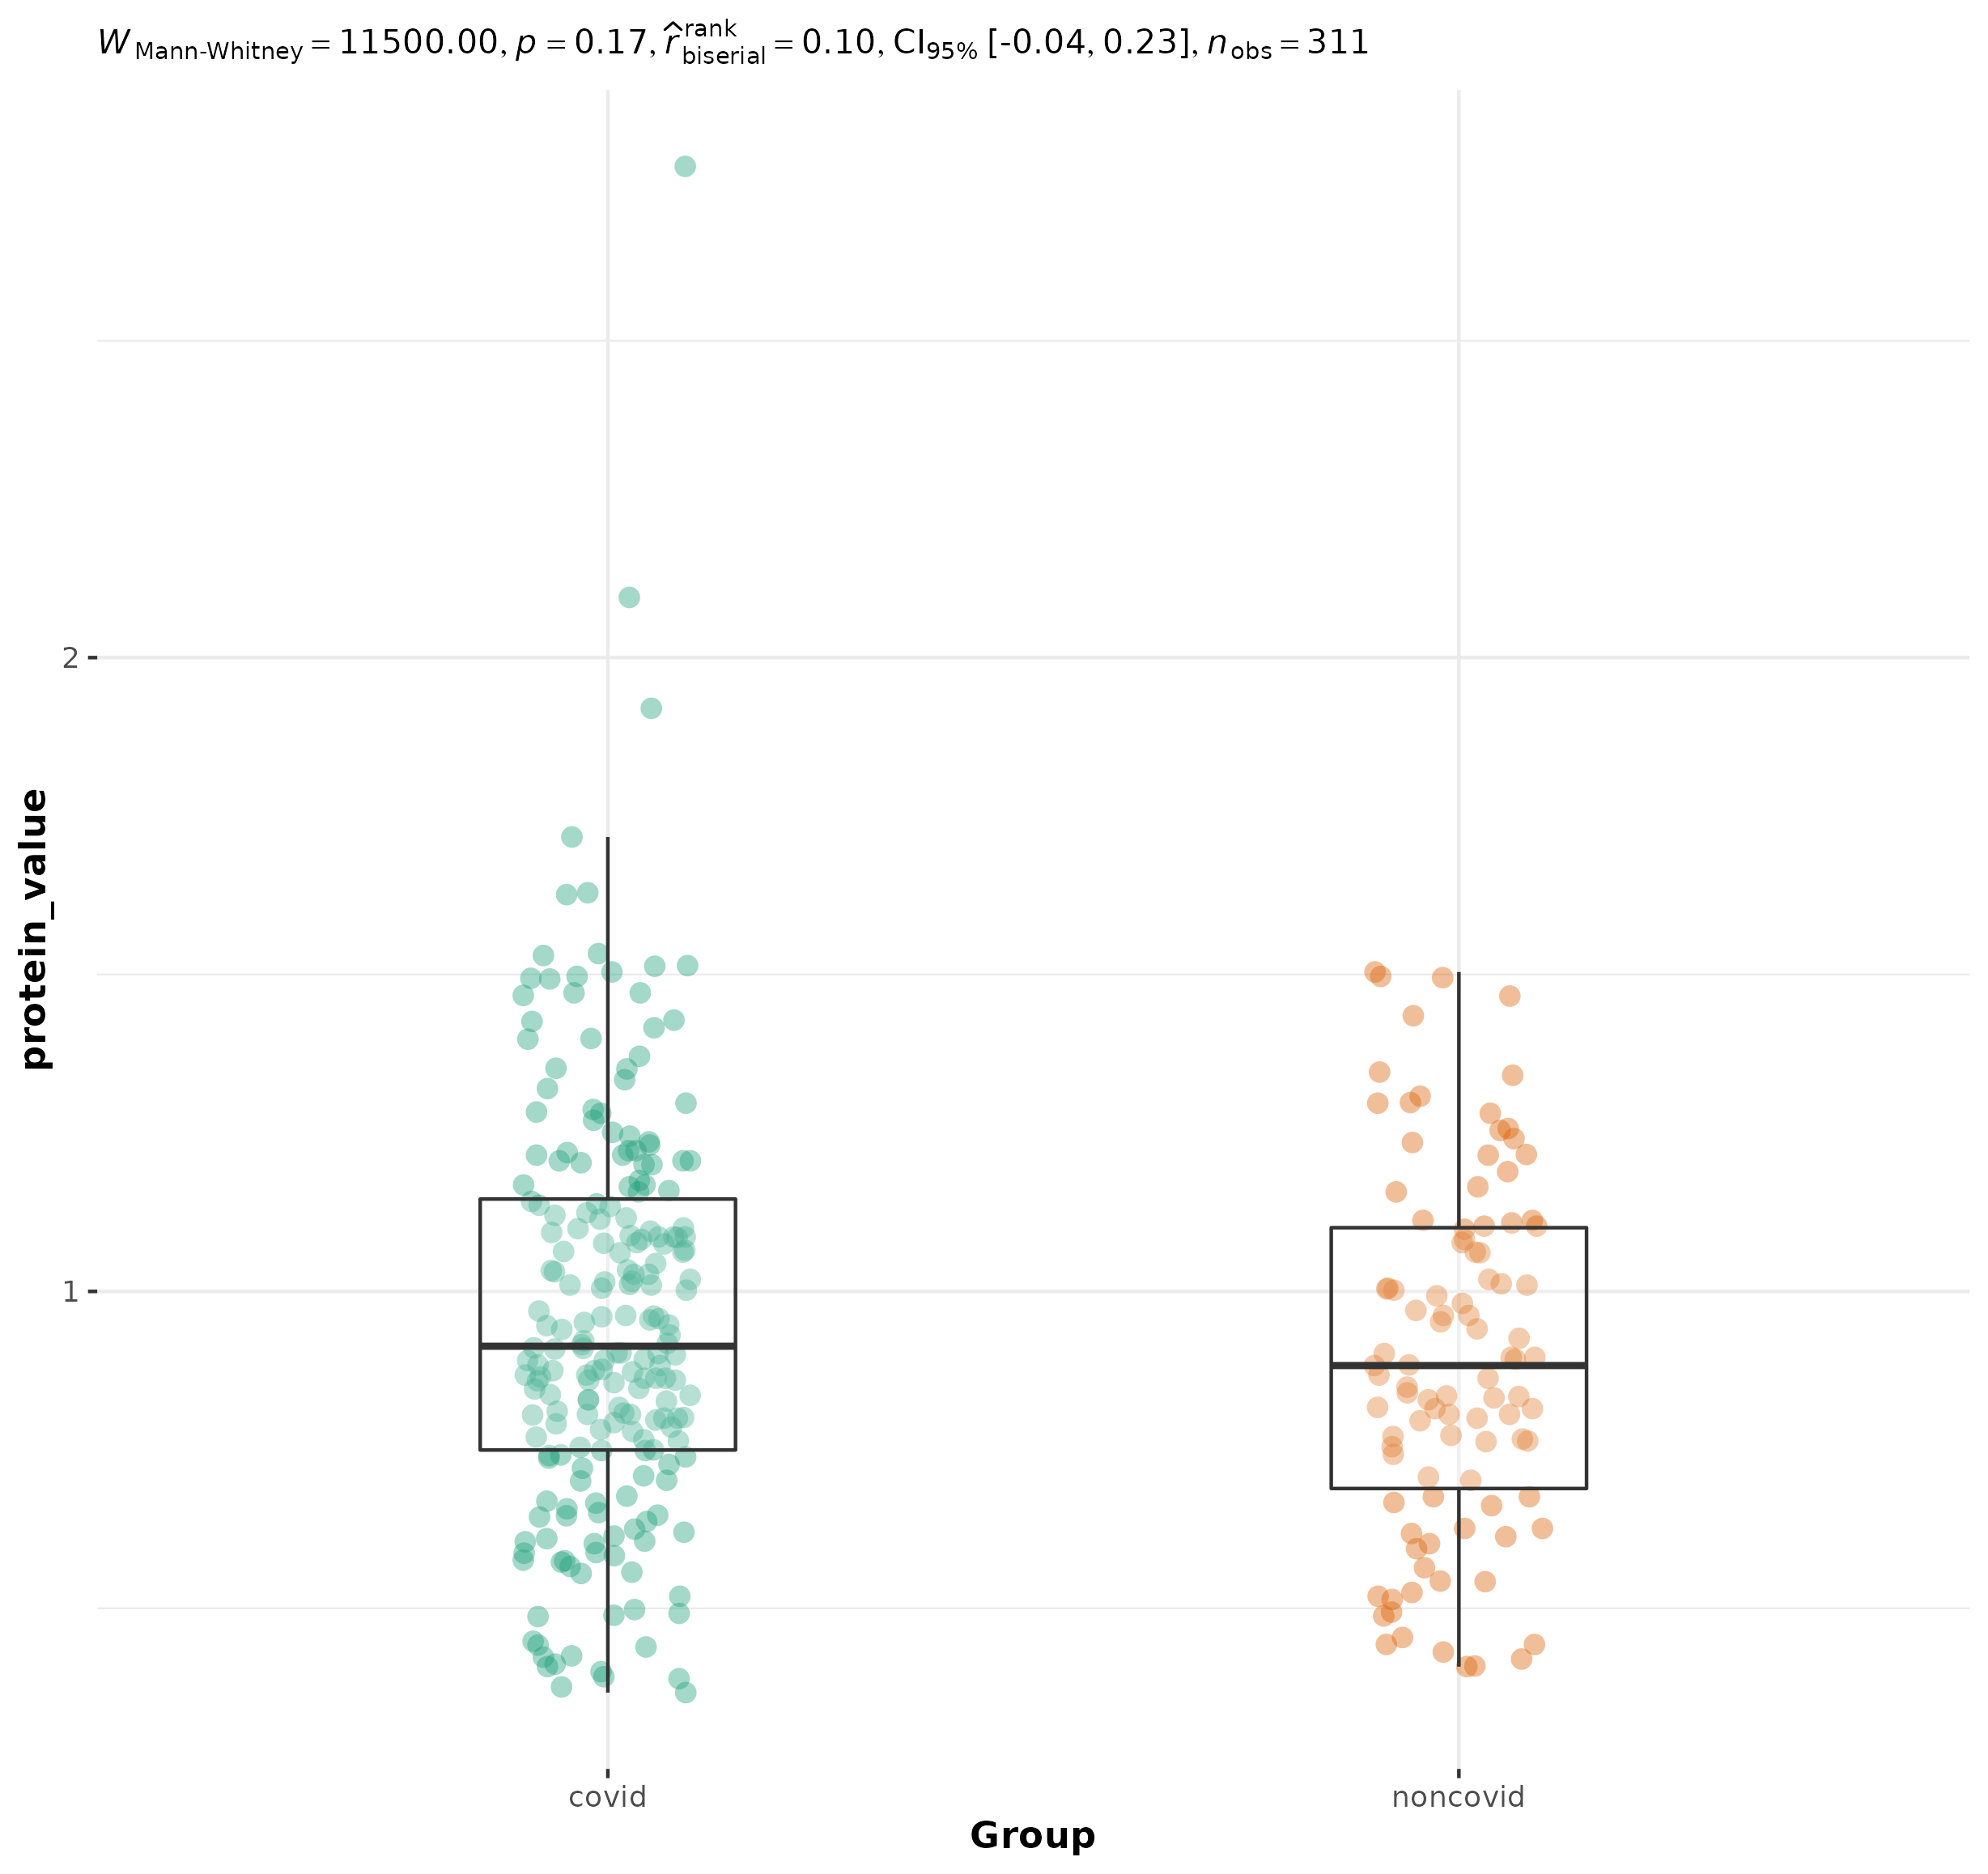 W Mann-Whitney = 11500.00, p = 0.17, r̂ rank biserial = 0.10, CI95% [-0.04, 0.23], n obs = 311
2
1
protein_value
covid noncovid
Group